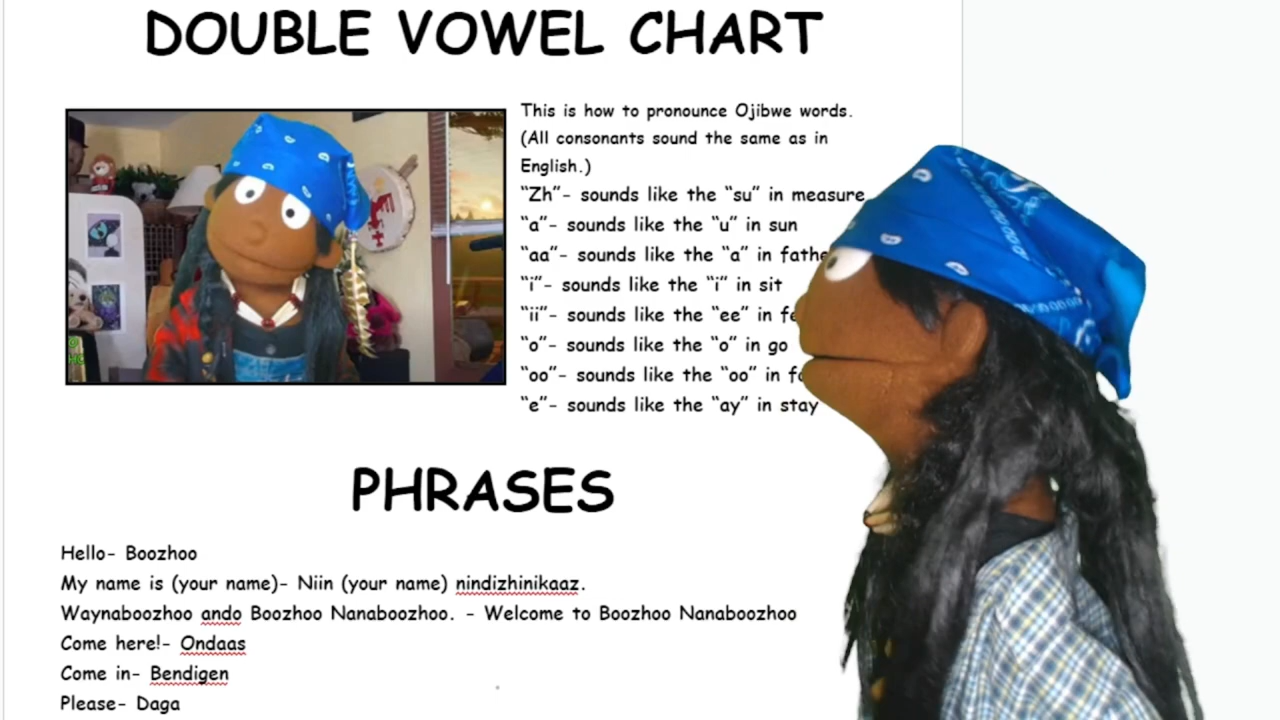 DOUBLE VOWEL CHART
This is how to pronounce Ojibwe words.
(All consonants sound the same as in
English.)
“Zh”- sounds like the “su” in measure
“a”- sounds like the “u” in sun
“aa”- sounds like the “a” in
“i”- sounds like the “i” in sit
“ii”- sounds like the “ee” in
“o”- sounds like the “o” in go
“oo”- sounds like the “oo” in
“e”- sounds like the “ay” in stay
PHRASES
Hello- Boozhoo
My name is (your name)- Niin (your name) nindizhinikaaz.
Waynaboozhoo ando Boozhoo Nanaboozhoo. - Welcome to Boozhoo Nanaboozhoo
Come here!- Ondaas
Come in- Bendigen
Please- Daga